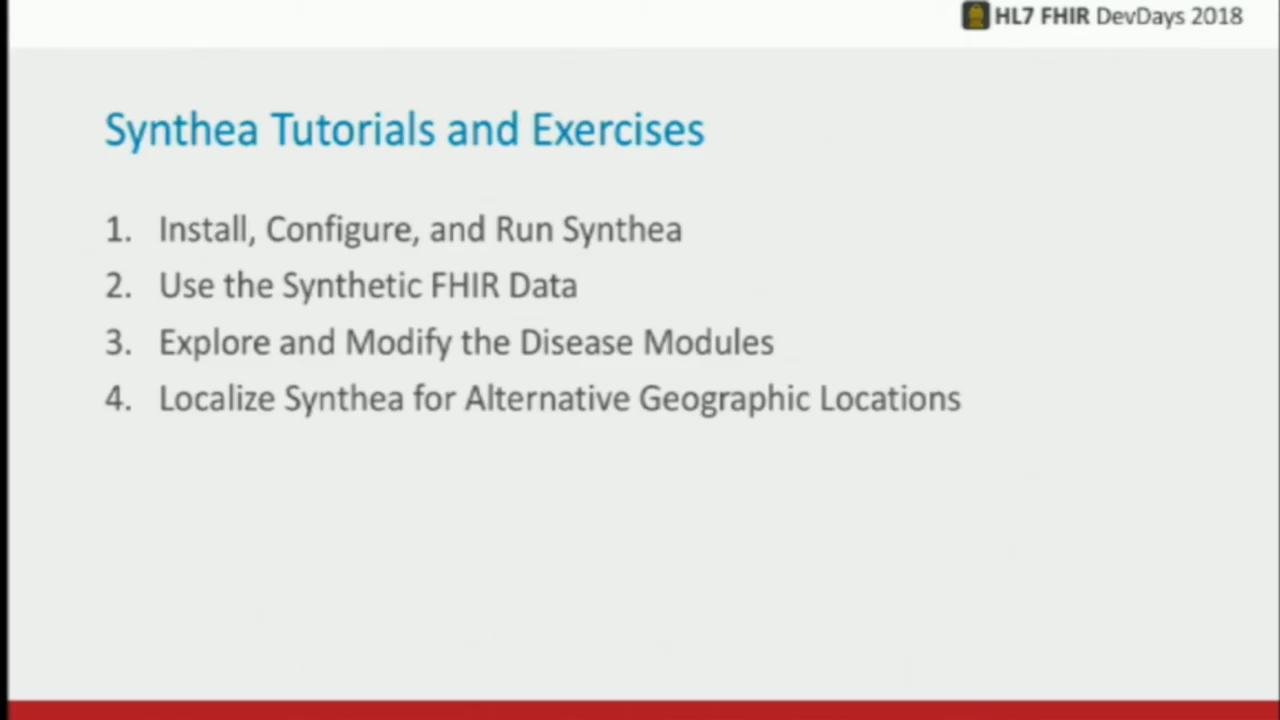 HL7 FHIR DevDays 2018
Synthea Tutorials and Exercises
1. Install, Configure, and Run Synthea
2. Use the Synthetic FHIR Data
3. Explore and Modify the Disease Modules
4. Localize Synthea for Alternative Geographic Locations